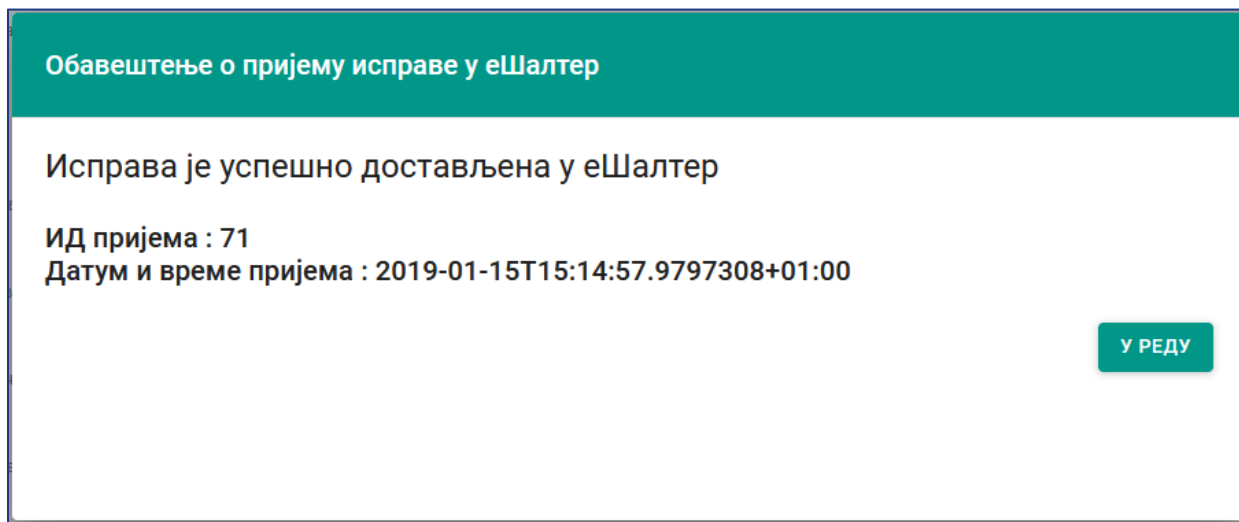 Обавештење о пријему исправе у еШалтер
Исправа је успешно достављена у еШалтер
ИД пријема : 71
Датум и време пријема : 2019-01-15T15:14:57.9797308+01:00
У РЕДУ